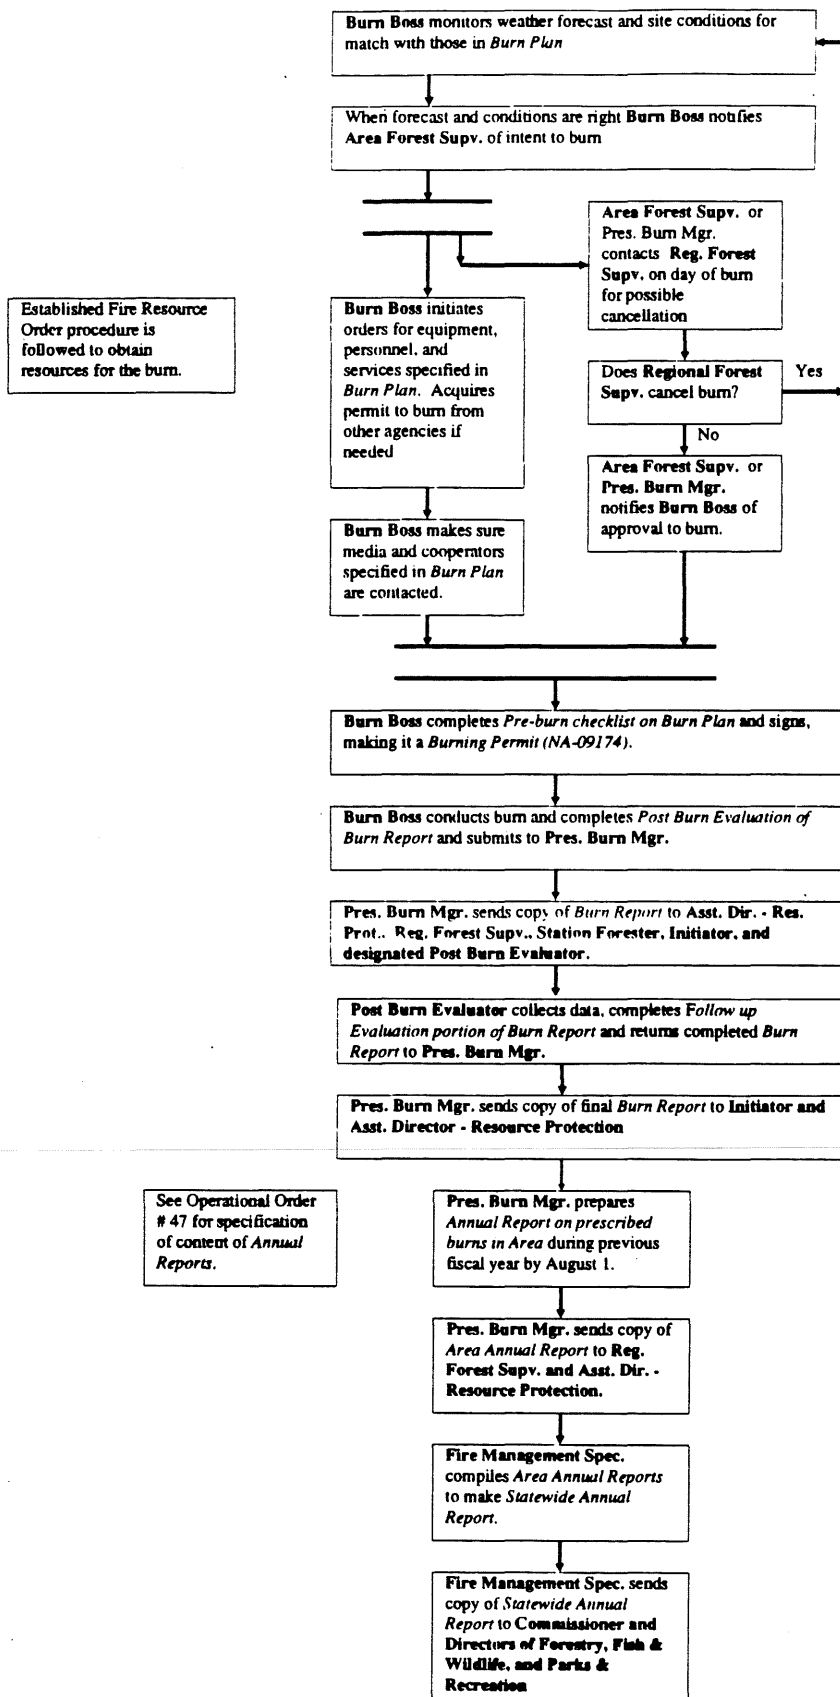 Burn Boss monitors weather forecast and site conditions for
match with those in Burn Plan
When forecast and conditions are right Burn Boss notifies
Area Forest Supv. of intent to burn
Area Forest Supv. or
Pres. Burn Mgr.
contacts Reg. Forest
Supv. on day of burn
for possible
cancellation
Established Fire Resource
Order procedure is
followed to obtain
resources for the burn.
Burn Boss initiates
orders for equipment,
personnel, and
services specified in
Burn Plan. Acquires
permit to burn from
other agencies if
needed
Does Regional Forest
Supv. cancel burn?
Yes
No
Area Forest Supv. or
Pres. Burn Mgr.
notifies Burn Boss of
approval to burn.
Burn Boss makes sure
media and cooperators
specified in Burn Plan
are contacted.
Burn Boss completes Pre-burn checklist on Burn Plan and signs,
making it a Burning Permit (NA-09174).
Burn Boss conducts burn and completes Post Burn Evaluation of
Burn Report and submits to Pres. Burn Mgr.
Pres. Burn Mgr. sends copy of Burn Report to Asst. Dir. - Res.
Prot., Reg. Forest Supv., Station Forester, Initiator, and
designated Post Burn Evaluator.
Post Burn Evaluator collects data, completes Follow up
Evaluation portion of Burn Report and returns completed Burn
Report to Pres. Burn Mgr.
Pres. Burn Mgr. sends copy of final Burn Report to Initiator and
Asst. Director - Resource Protection
See Operational Order
# 47 for specification
of content of Annual
Reports.
Pres. Burn Mgr. prepares
Annual Report on prescribed
burns in Area during previous
fiscal year by August 1.
Pres. Burn Mgr. sends copy of
Area Annual Report to Reg.
Forest Supv. and Asst. Dir. -
Resource Protection.
Fire Management Spec.
compiles Area Annual Reports
to make Statewide Annual
Report.
Fire Management Spec. sends
copy of Statewide Annual
Report to Commissioner and
Directors of Forestry, Fish &
Wildlife, and Parks &
Recreation